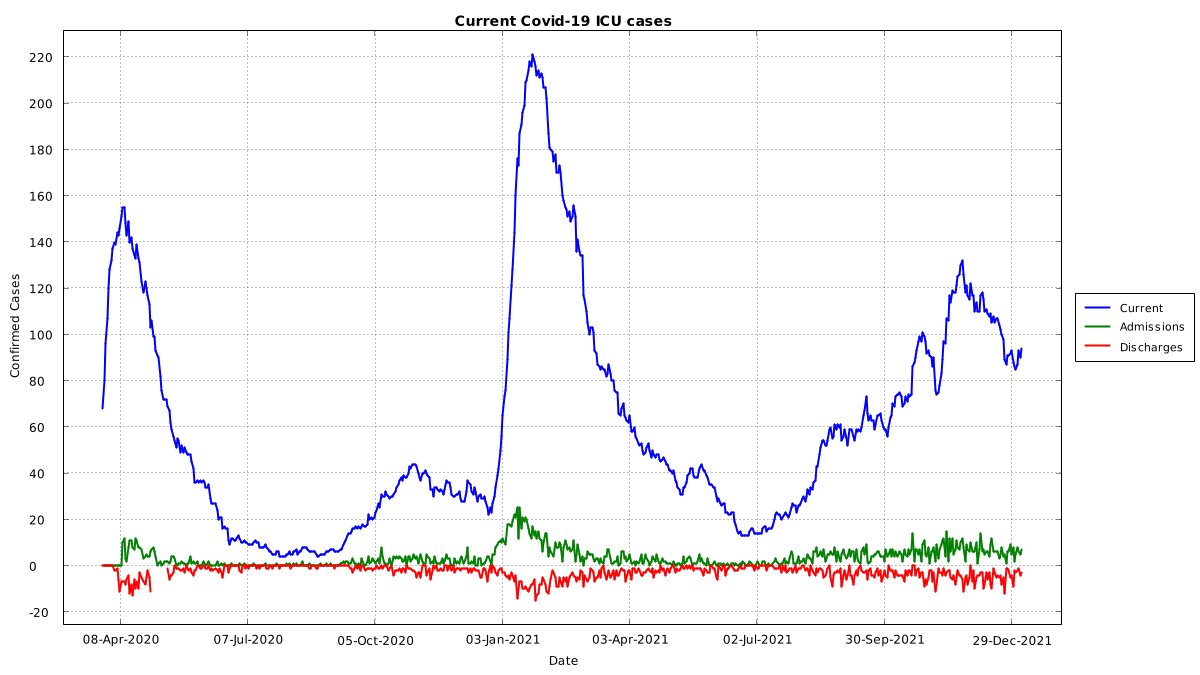 Current Covid-19 ICU cases
Confirmed Cases
220
200
180
160
140
120
100
80
60
40
20
0
-20
08-Apr-2020 07-Jul-2020 05-Oct-2020 03-Jan-2021 03-Apr-2021 02-Jul-2021 30-Sep-2021 29-Dec-2021
Date
Current
Admissions
Discharges